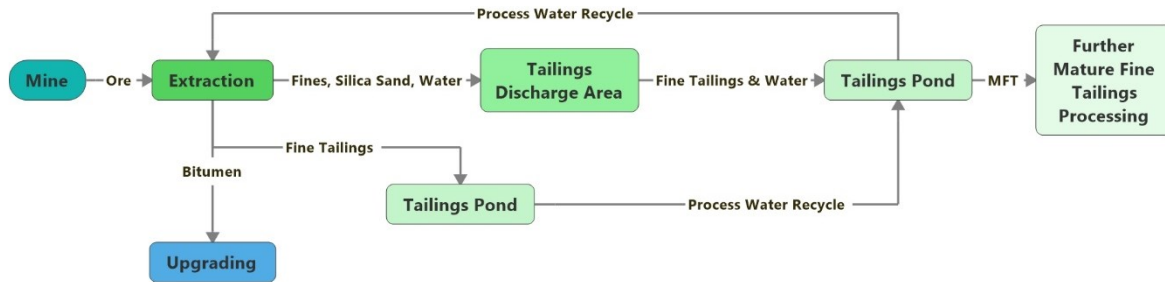 Process Water Recycle
Mine
Ore
Extraction
Fines, Silica Sand, Water
Tailings
Discharge Area
Fine Tailings & Water
Tailings Pond
MFT
Further
Mature Fine
Tailings
Processing
Fine Tailings
Bitumen
Tailings Pond
Process Water Recycle
Upgrading